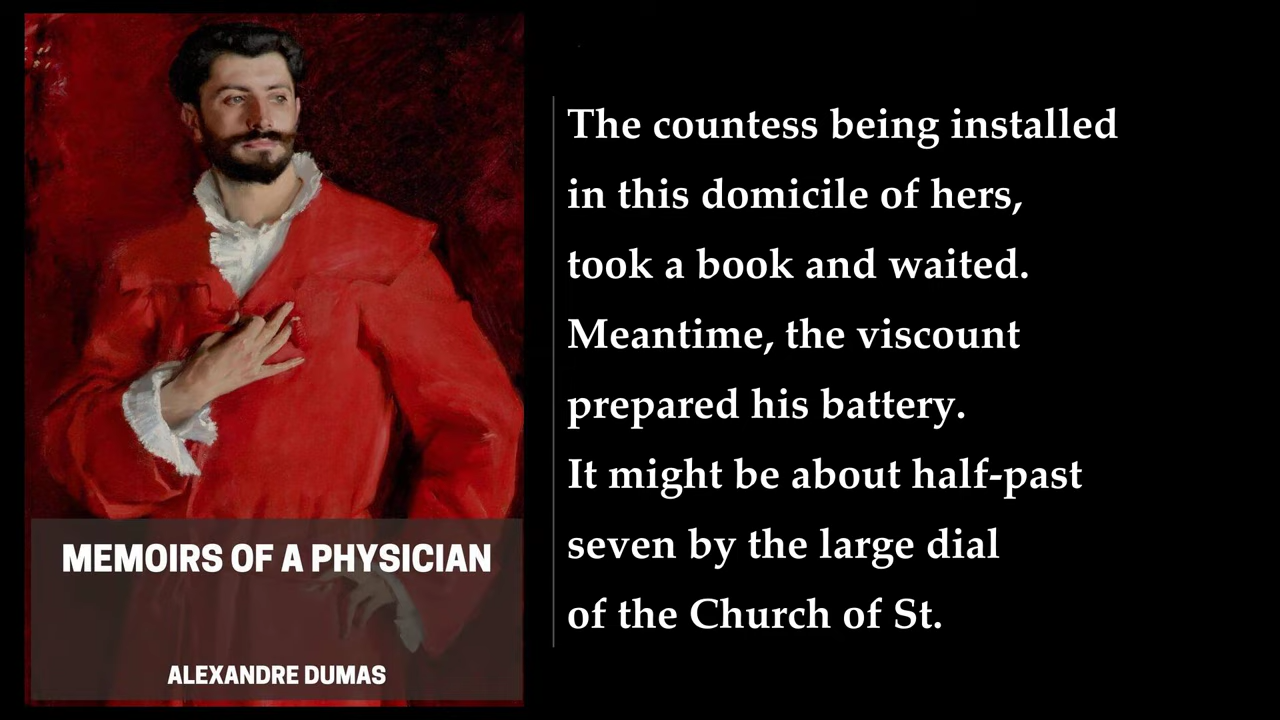 MEMOIRS OF A PHYSICIAN
ALEXANDRE DUMAS
The countess being installed
in this domicile of hers,
took a book and waited.
Meantime, the viscount
prepared his battery.
It might be about half-past
seven by the large dial
of the Church of St.